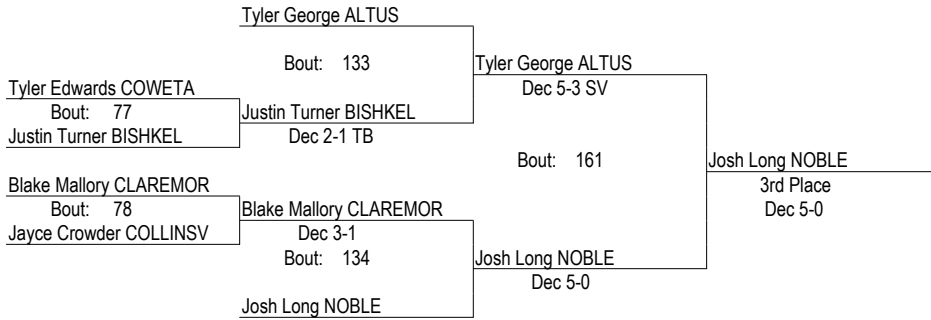 Tyler George ALTUS
Bout: 133
Tyler George ALTUS
Dec 5-3 SV
Tyler Edwards COWETA
Bout: 77
Justin Turner BISHKEL
Justin Turner BISHKEL
Dec 2-1 TB
Bout: 161
Josh Long NOBLE
3rd Place
Dec 5-0
Blake Mallory CLAREMOR
Bout: 78
Jayce Crowder COLLINSV
Blake Mallory CLAREMOR
Dec 3-1
Bout: 134
Josh Long NOBLE
Dec 5-0
Josh Long NOBLE